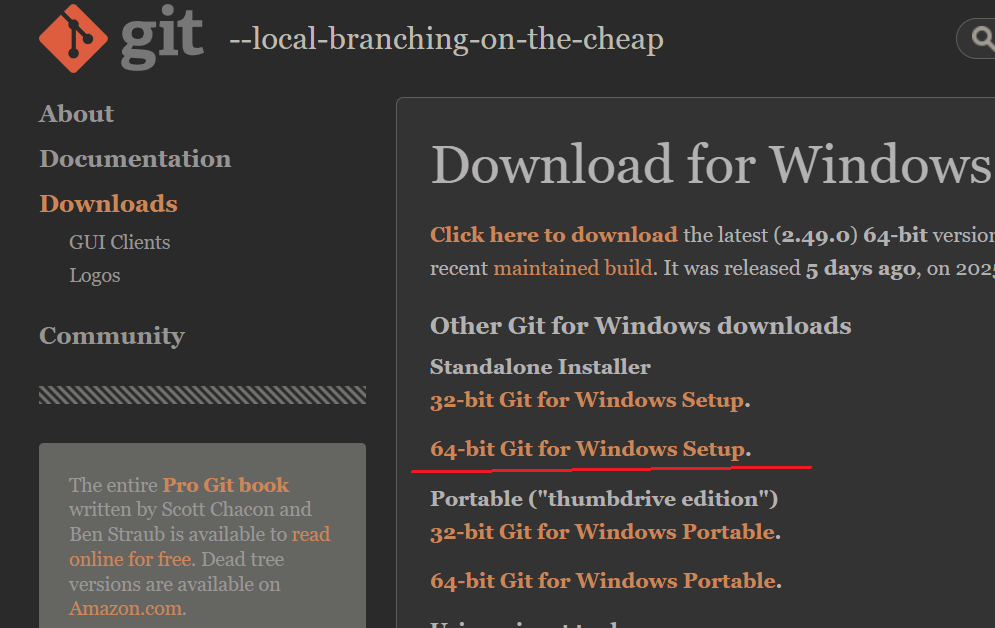 git --local-branching-on-the-cheap
About
Documentation
Downloads
GUI Clients
Logos
Community
The entire Pro Git book
written by Scott Chacon and
Ben Straub is available to read
online for free. Dead tree
versions are available on
Amazon.com.
Download for Windows
Click here to download the latest (2.49.0) 64-bit
recent maintained build. It was released 5 days ago, on
Other Git for Windows downloads
Standalone Installer
32-bit Git for Windows Setup.
64-bit Git for Windows Setup.
Portable ("thumbdrive edition")
32-bit Git for Windows Portable.
64-bit Git for Windows Portable.